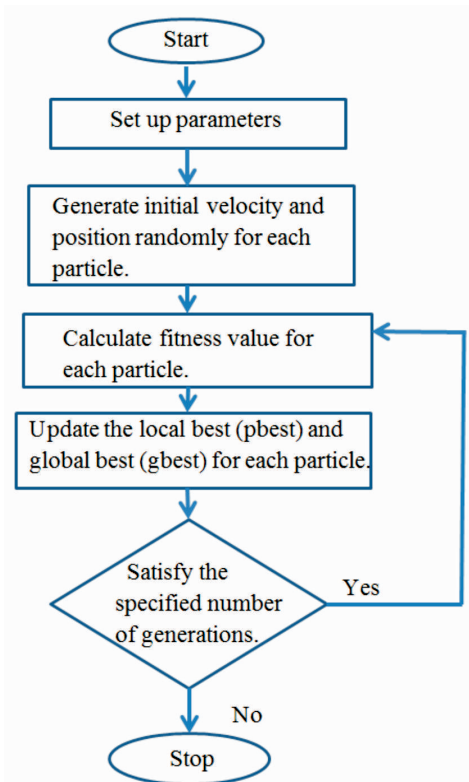 Start
Set up parameters
Generate initial velocity and
position randomly for each
particle.
Calculate fitness value for
each particle.
Update the local best (pbest) and
global best (gbest) for each particle.
Satisfy the
specified number
of generations.
Yes
No
Stop